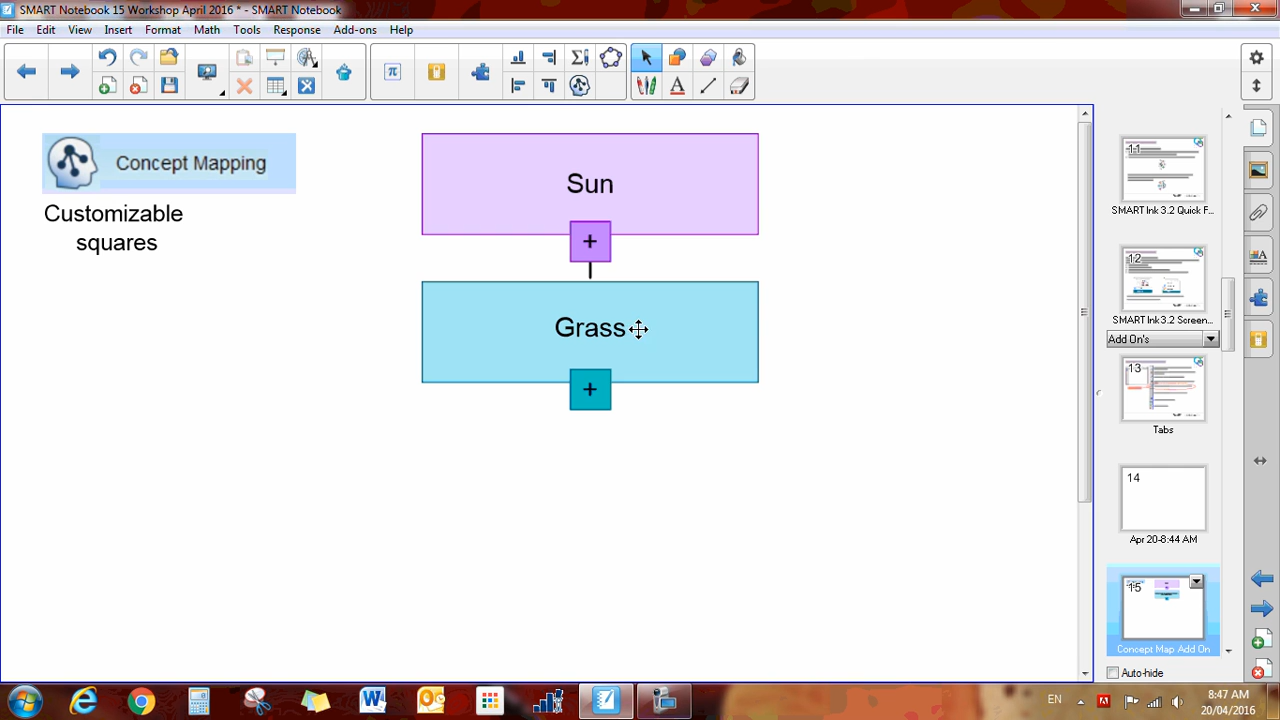 SMART Notebook 15 Workshop April 2016 * - SMART Notebook
File Edit View Insert Format Math Tools Response Add-ons Help
Concept Mapping
Customizable
squares
Sun
+
Grass
+
11
SMART Ink 3.2 Quick F...
12
SMART Ink 3.2 Screen...
Add On's
13
Tabs
14
Apr 20-8:44 AM
15
Concept Map Add On
Auto-hide
EN
8:47 AM
20/04/2016